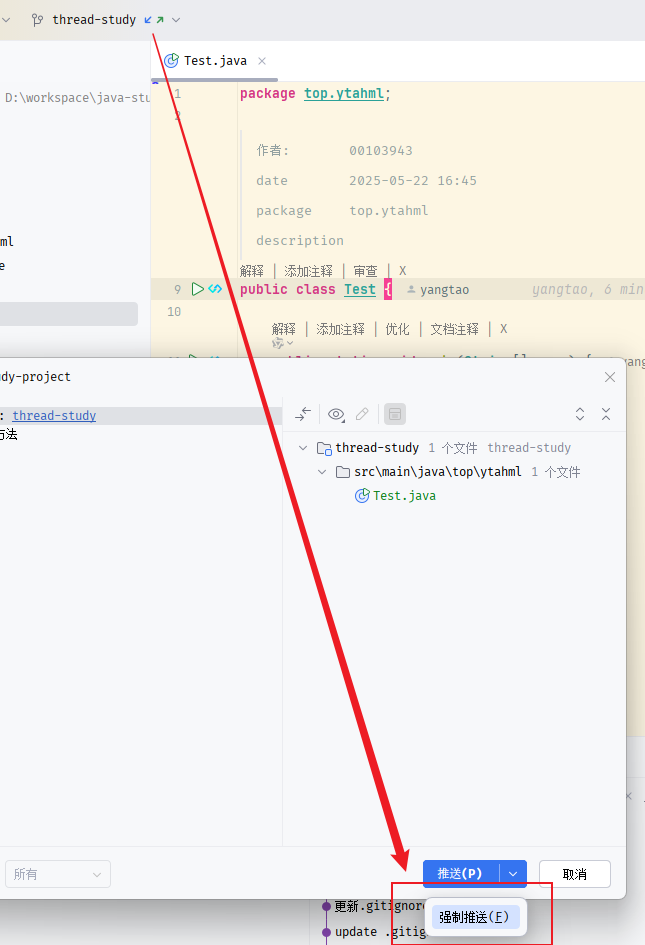 thread-study
Test.java
D:\workspace\java-stu
1 package top.ytahml;
2
作者: 00103943
date 2025-05-22 16:45
package top.ytahml
description
ml
e
解释 | 添加注释 | 审查 | X
9 public class Test { yangtao yangtao, 6 min
10
解释 | 添加注释 | 优化 | 文档注释 | X
dy-project
: thread-study
方法
thread-study 1 个文件 thread-study
src\main\java\top\ytahml 1 个文件
Test.java
所有
推送(P)
取消
更新.gitignore
强制推送(F)
update .gitig